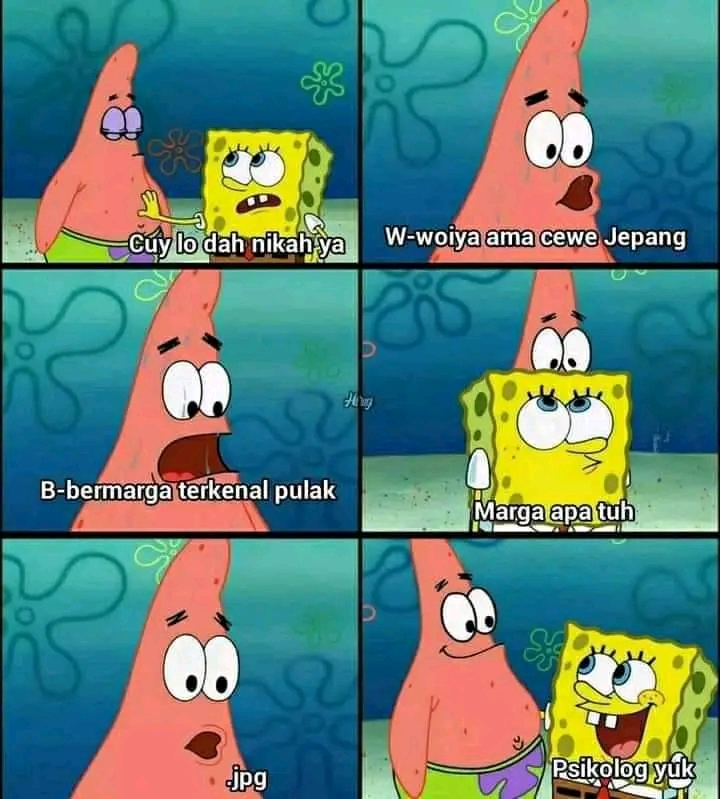 Cuy lo dah nikah ya
W-woiya ama cewe Jepang
B-bermarga terkenal pulak
Marga apa tuh
.jpg
Psikolog yuk